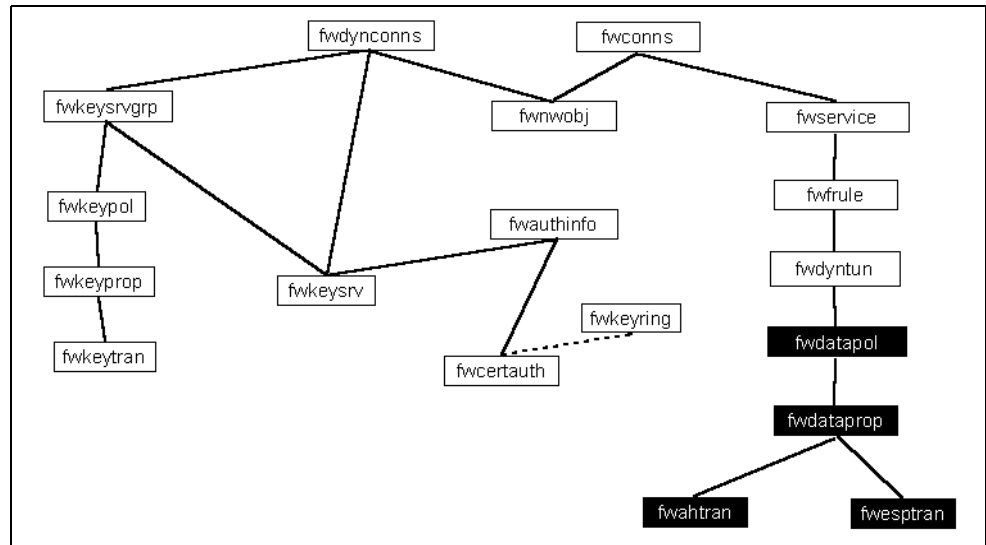 fwdynconns
fwconns
fwkeysrvgrp
fwnwobj
fwservice
fwkeypol
fwfrule
fwauthinfo
fwkeyprop
fwkeysrv
fwdyntun
fwkeyring
fwkeytran
fwcertauth
fwdatapol
fwdataprop
fwahtran
fwesptran